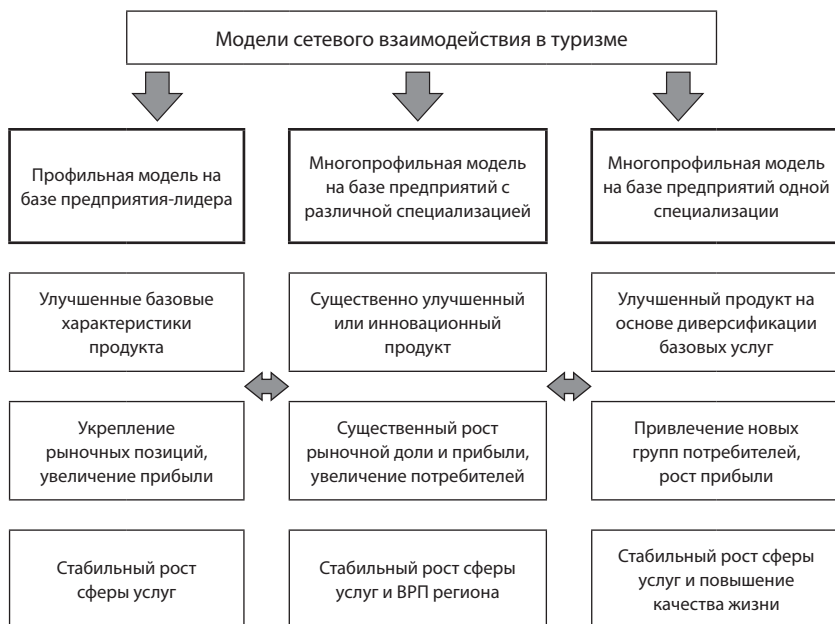 Модели сетевого взаимодействия в туризме
Профильная модель на
базе предприятия-лидера
Многопрофильная модель
на базе предприятий с
различной специализацией
Многопрофильная модель
на базе предприятий одной
специализации
Улучшенные базовые
характеристики
продукта
Существенно улучшенный
или инновационный
продукт
Улучшенный продукт на
основе диверсификации
базовых услуг
Укрепление
рыночных позиций,
увеличение прибыли
Существенный рост
рыночной доли и прибыли,
увеличение потребителей
Привлечение новых
групп потребителей,
рост прибыли
Стабильный рост
сферы услуг
Стабильный рост сферы
услуг и ВРП региона
Стабильный рост сферы
услуг и повышение
качества жизни